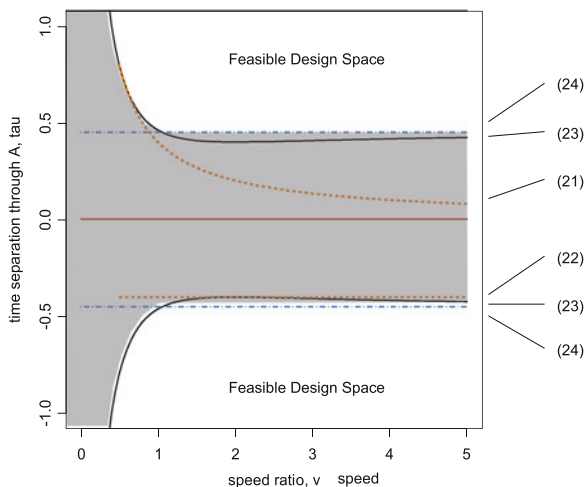 Feasible Design Space
time separation through A, tau
1.0
0.5
0.0
-0.5
-1.0
(24)
(23)
(21)
(22)
(23)
(24)
Feasible Design Space
0 1 2 3 4 5
speed ratio, v speed